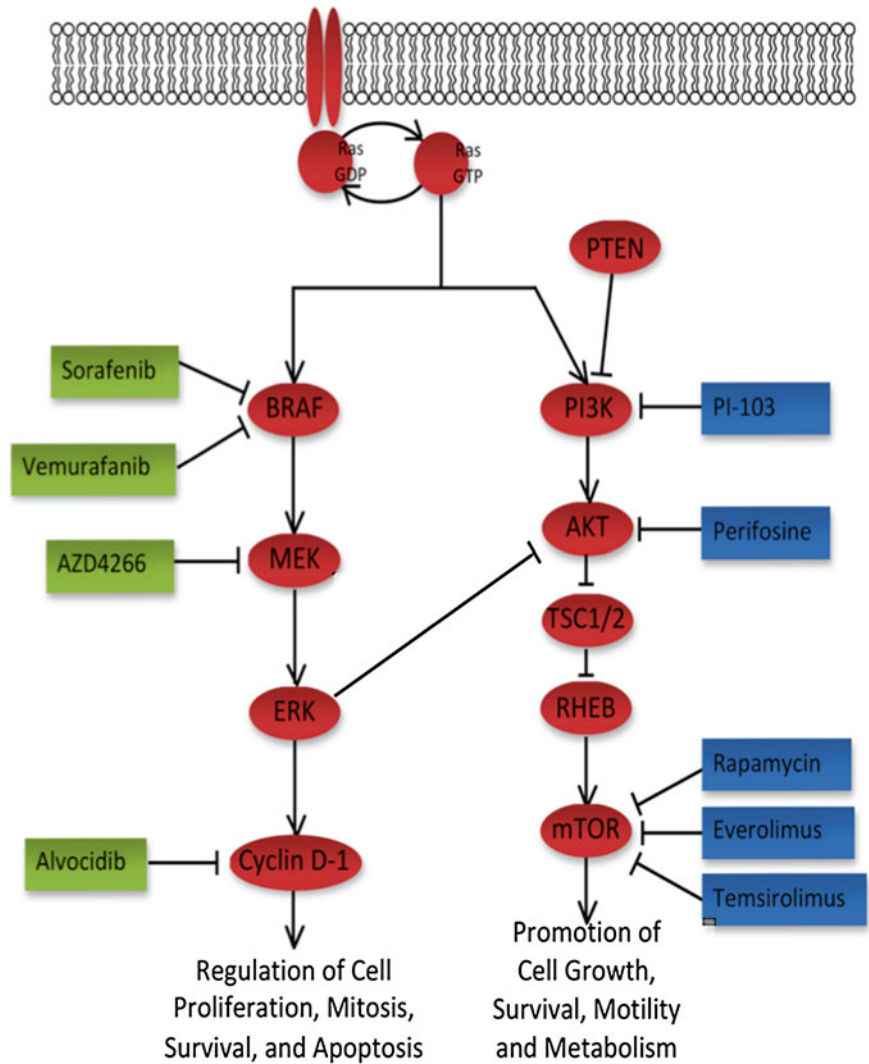 Ras
GDP
Ras
GTP
PTEN
Sorafenib
BRAF
PI3K
PI-103
Vemurafanib
AKT
Perifosine
AZD4266
MEK
TSC1/2
ERK
RHEB
Rapamycin
mTOR
Everolimus
Alvocidib
Cyclin D-1
Temsirolimus
Regulation of Cell
Proliferation, Mitosis,
Survival, and Apoptosis
Promotion of
Cell Growth,
Survival, Motility
and Metabolism